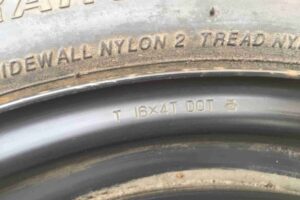 SIDEWALL NYLON 2 TREAD NY
T 16x4T DOT